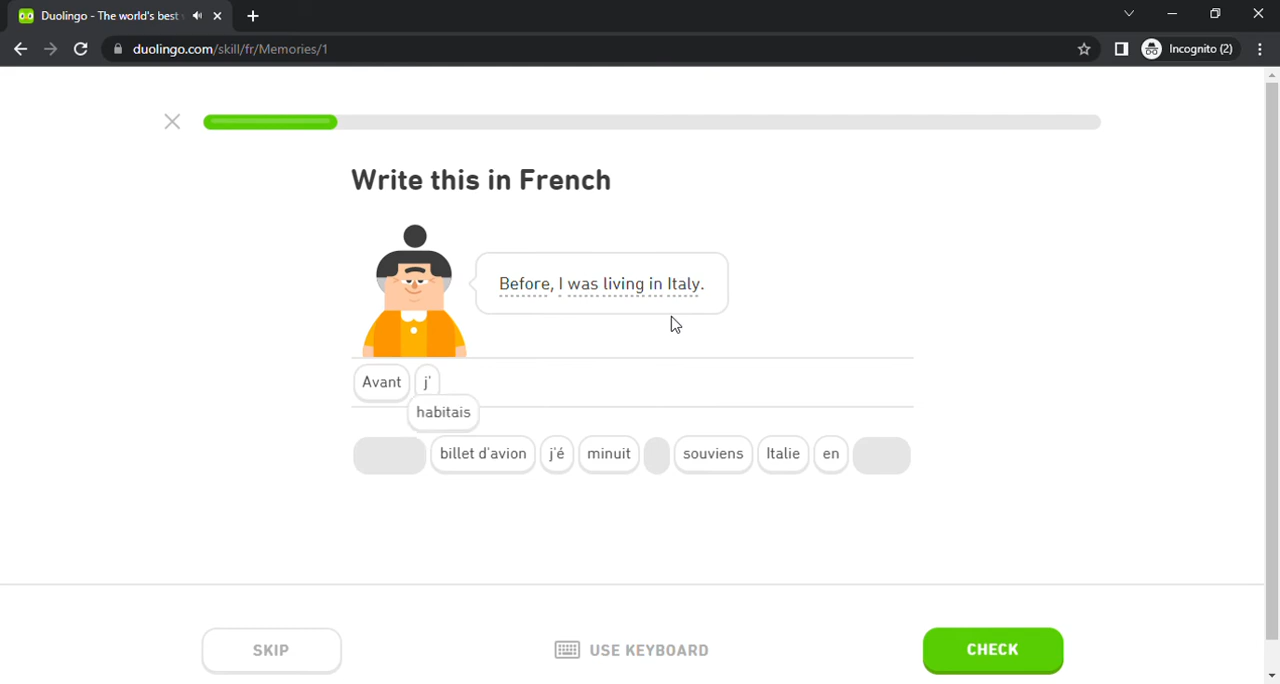 Duolingo - The world's best
duolingo.com/skill/fr/Memories/1
Incognito (2)
Write this in French
Before, I was living in Italy.
Avant j'
habitais
billet d'avion j'é minuit souviens Italie en
SKIP USE KEYBOARD CHECK